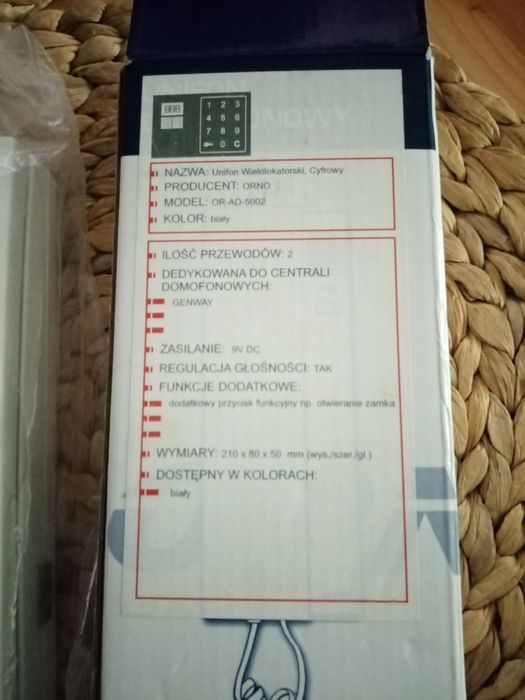 888
1 2 3
4 5 6
7 8 9
0 C
NAZWA: Unifon Wielolokatorski, Cyfrowy
PRODUCENT: ORNO
MODEL: OR-AD-5002
KOLOR: biały
ILOŚĆ PRZEWODÓW: 2
DEDYKOWANA DO CENTRALI
DOMOFONOWYCH:
GENWAY
ZASILANIE: 9V DC
REGULACJA GŁOŚNOŚCI: TAK
FUNKCJE DODATKOWE:
dodatkowy przycisk funkcyjny np. otwieranie zamka
WYMIARY: 210 x 80 x 50 mm (wys./szer./gł.)
DOSTĘPNY W KOLORACH:
biały